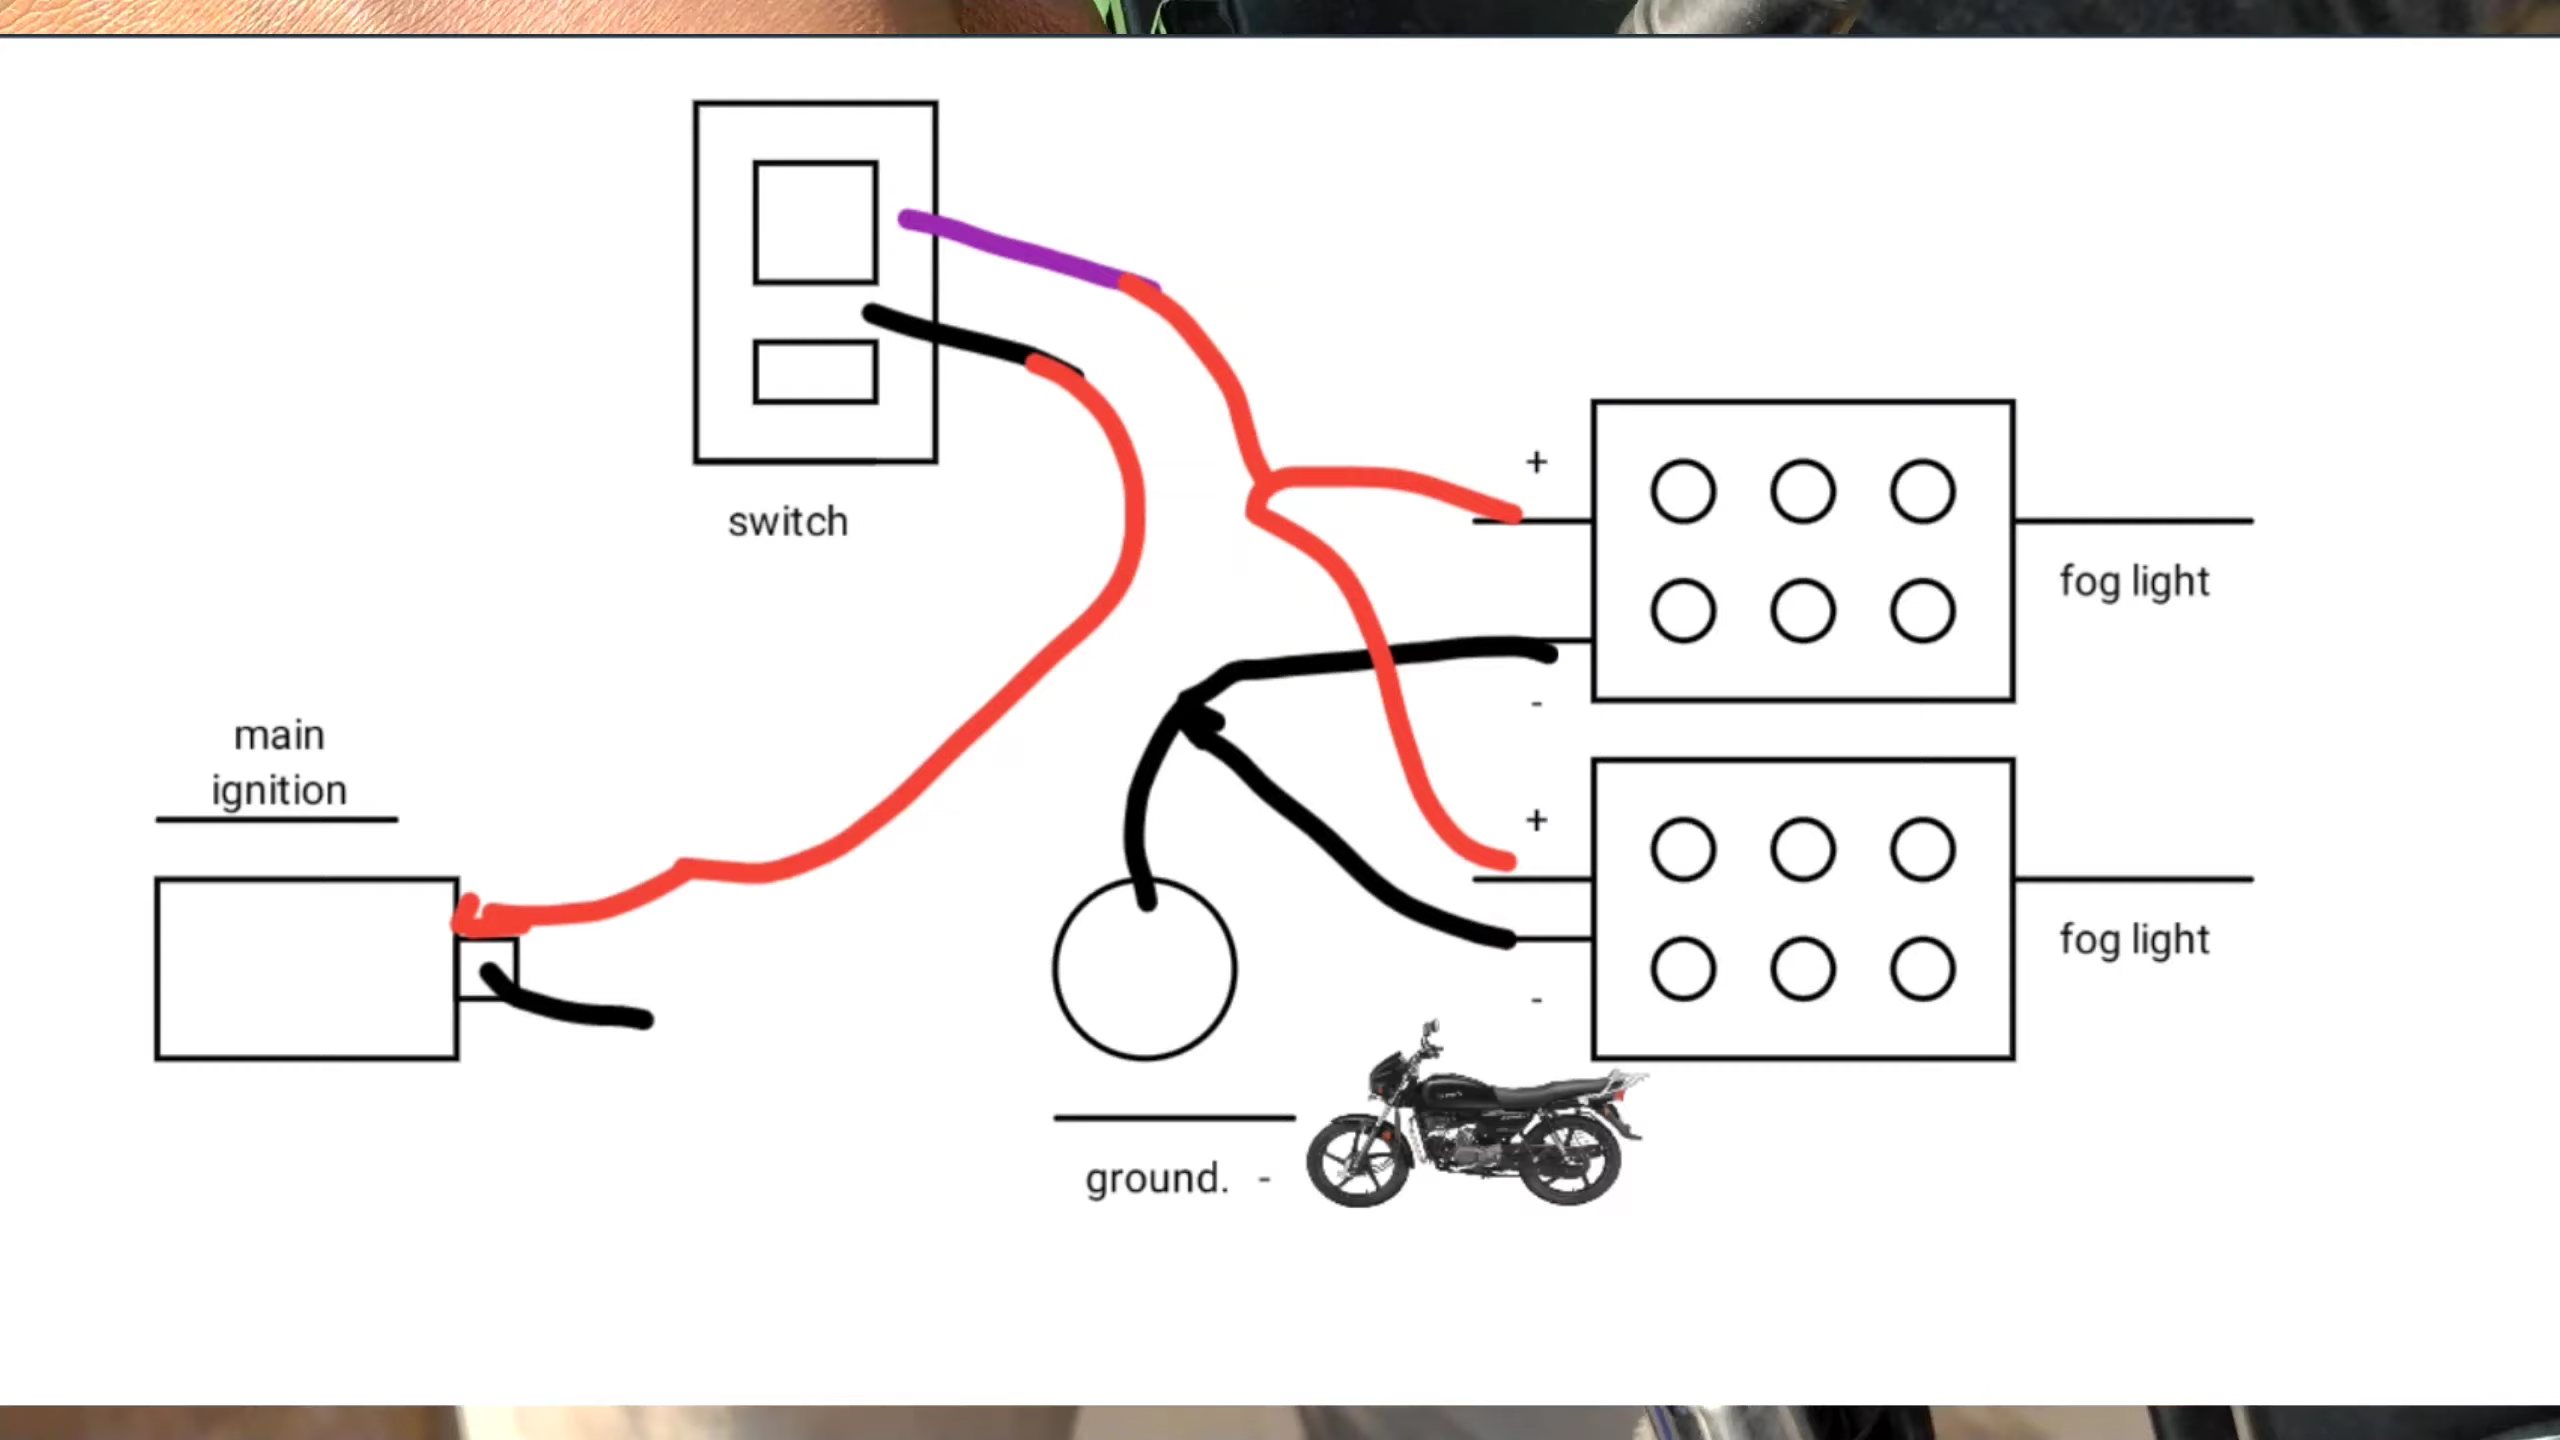 switch
+
fog light
-
main
ignition
+
fog light
-
ground. -